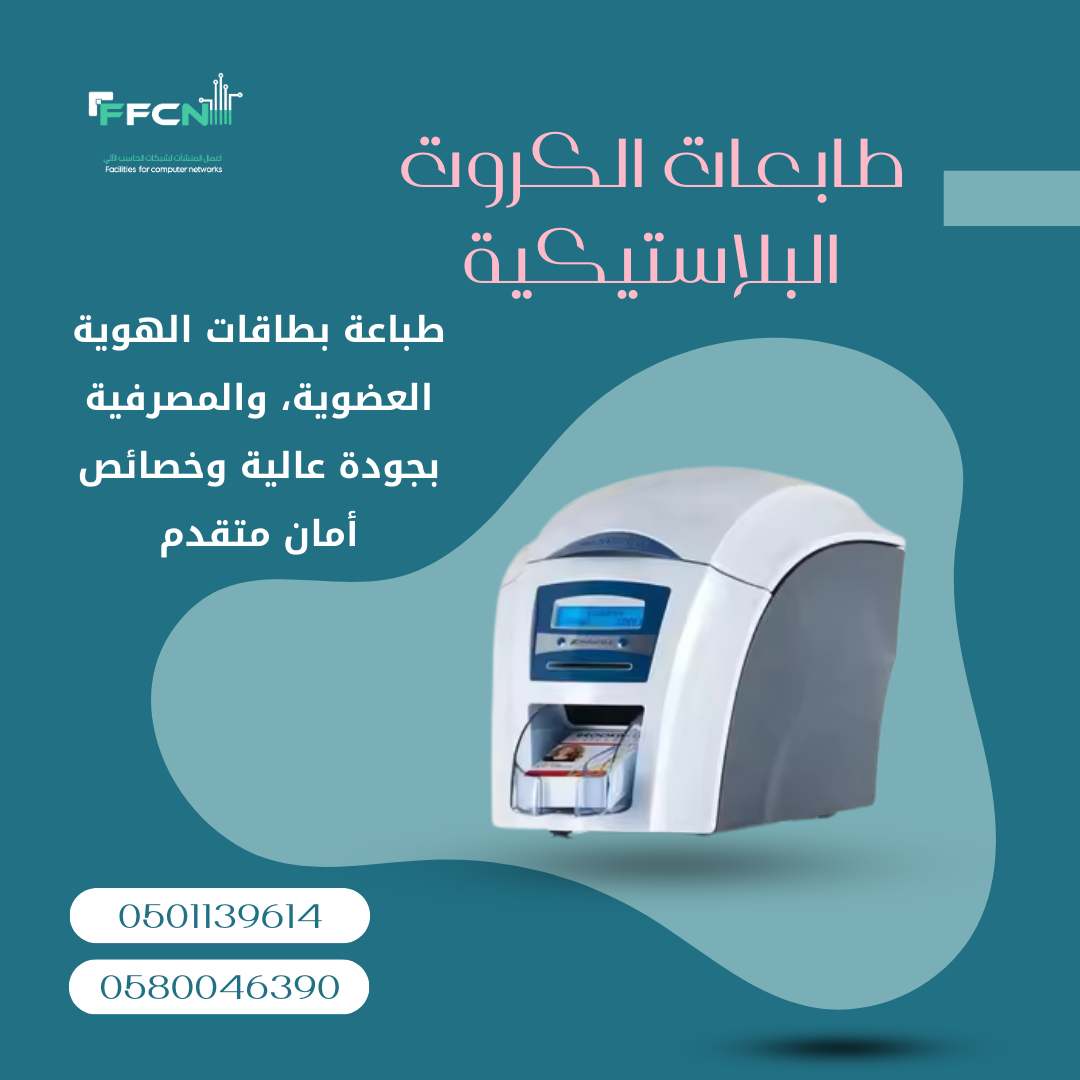 FFCN
أعمال المنشآت لشبكات الحاسب الآلي
Facilities for computer networks
طابعات الكروت
البلاستيكية
طباعة بطاقات الهوية
العضوية، والمصرفية
بجودة عالية وخصائص
أمان متقدم
0501139614
0580046390